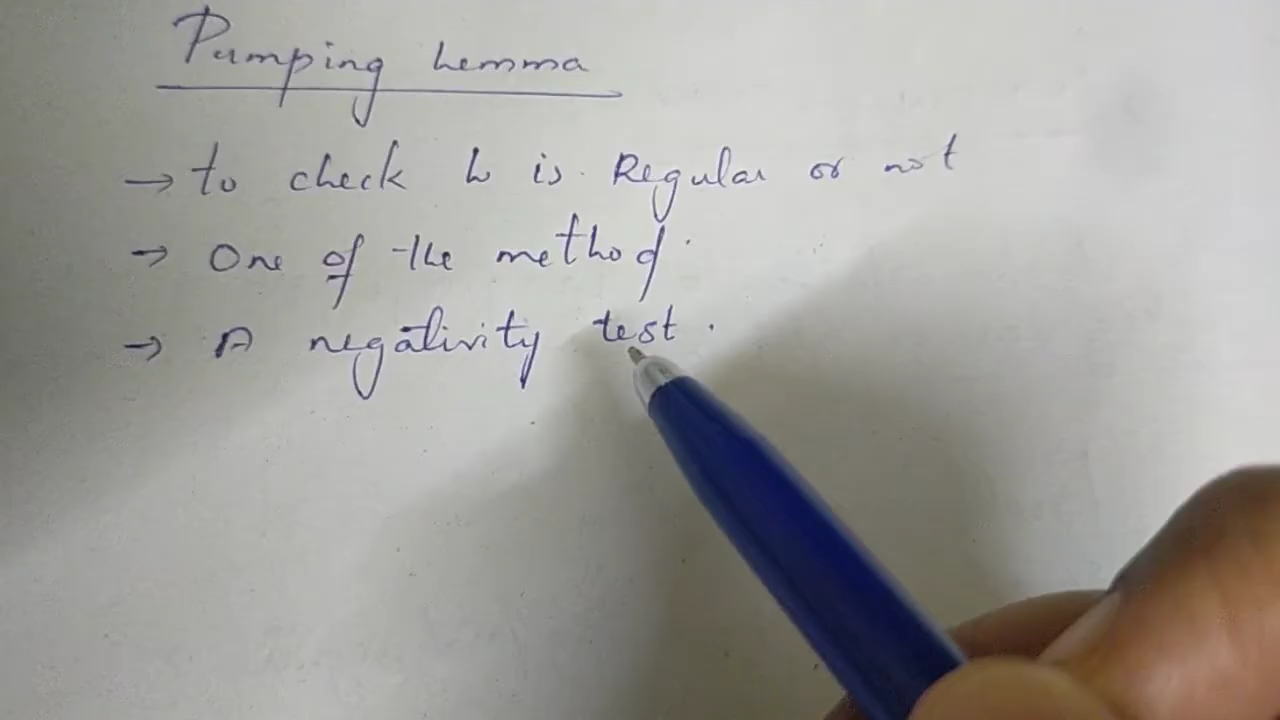 Pumping Lemma
→ to check L is Regular or not
→ One of the method.
→ A negativity test.